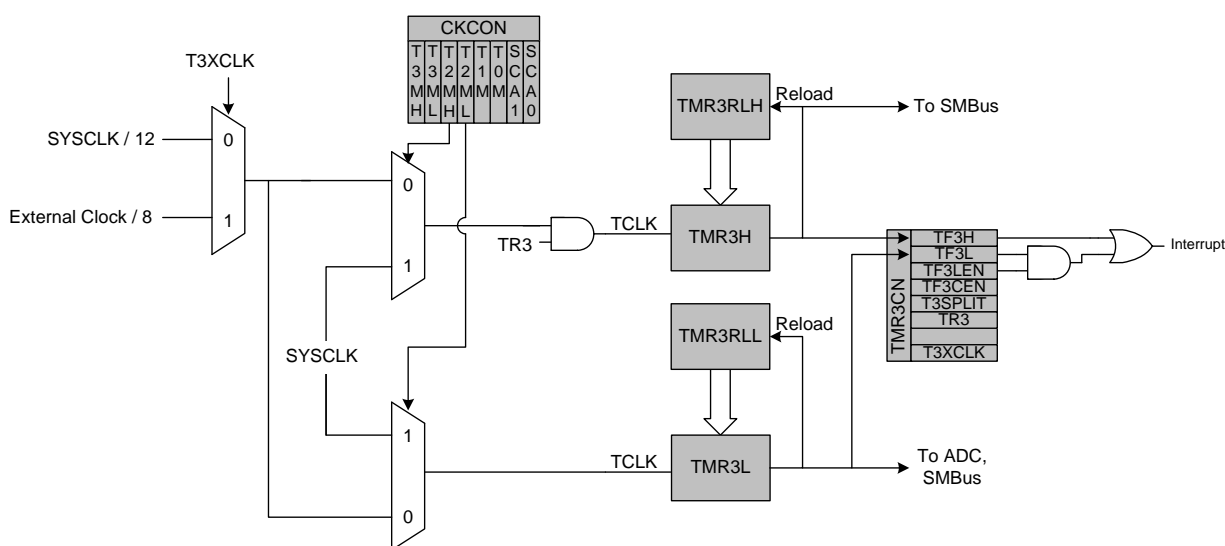 CKCON
T3MH
T3ML
T2MH
T2ML
T1M
T0M
SCA1
SCA0
T3XCLK
SYSCLK / 12
0
External Clock / 8
1
0
1
TR3
TCLK
TMR3RLH
Reload
To SMBus
TMR3H
TMR3CN
TF3H
TF3L
TF3LEN
TF3CEN
T3SPLIT
TR3
T3XCLK
Interrupt
SYSCLK
1
0
TCLK
TMR3RLL
Reload
TMR3L
To ADC,
SMBus